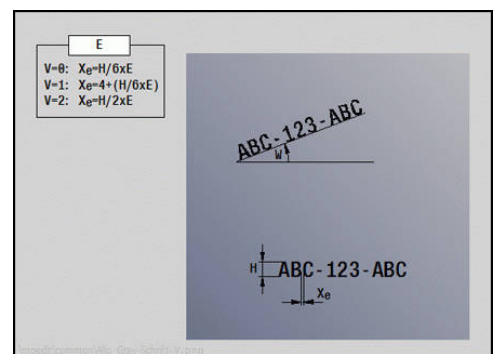 E
V=0: Xe=H/6xE
V=1: Xe=4+(H/6xE)
V=2: Xe=H/2xE
ABC-123-ABC
W
H
ABC-123-ABC
Xe